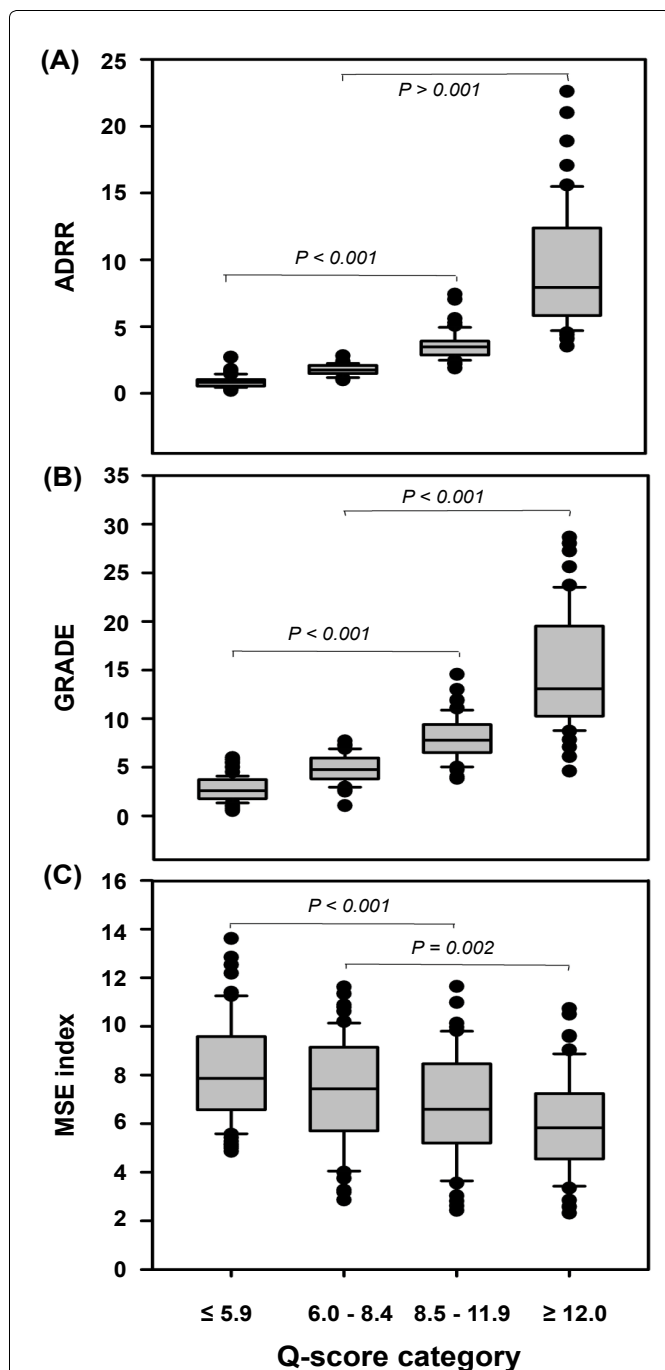 (A)
25
20
15
10
5
0
ADRR
P > 0.001
P < 0.001
(B)
35
30
25
20
15
10
5
0
GRADE
P < 0.001
P < 0.001
(C)
16
14
12
10
8
6
4
2
0
MSE index
P < 0.001
P = 0.002
≤ 5.9 6.0 - 8.4 8.5 - 11.9 ≥ 12.0
Q-score category